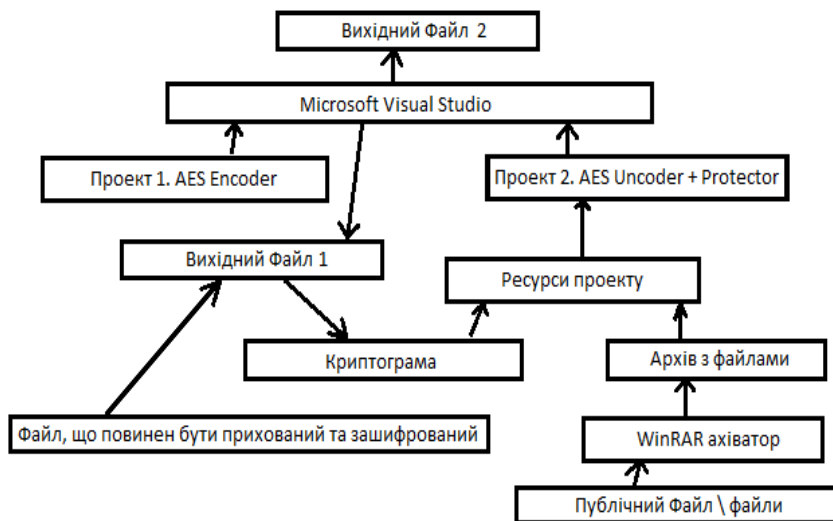 Вихідний Файл 2
Microsoft Visual Studio
Проект 1. AES Encoder
Проект 2. AES Uncoder + Protector
Вихідний Файл 1
Ресурси проекту
Криптограма
Архів з файлами
Файл, що повинен бути прихований та зашифрований
WinRAR ахіватор
Публічний Файл \ файли